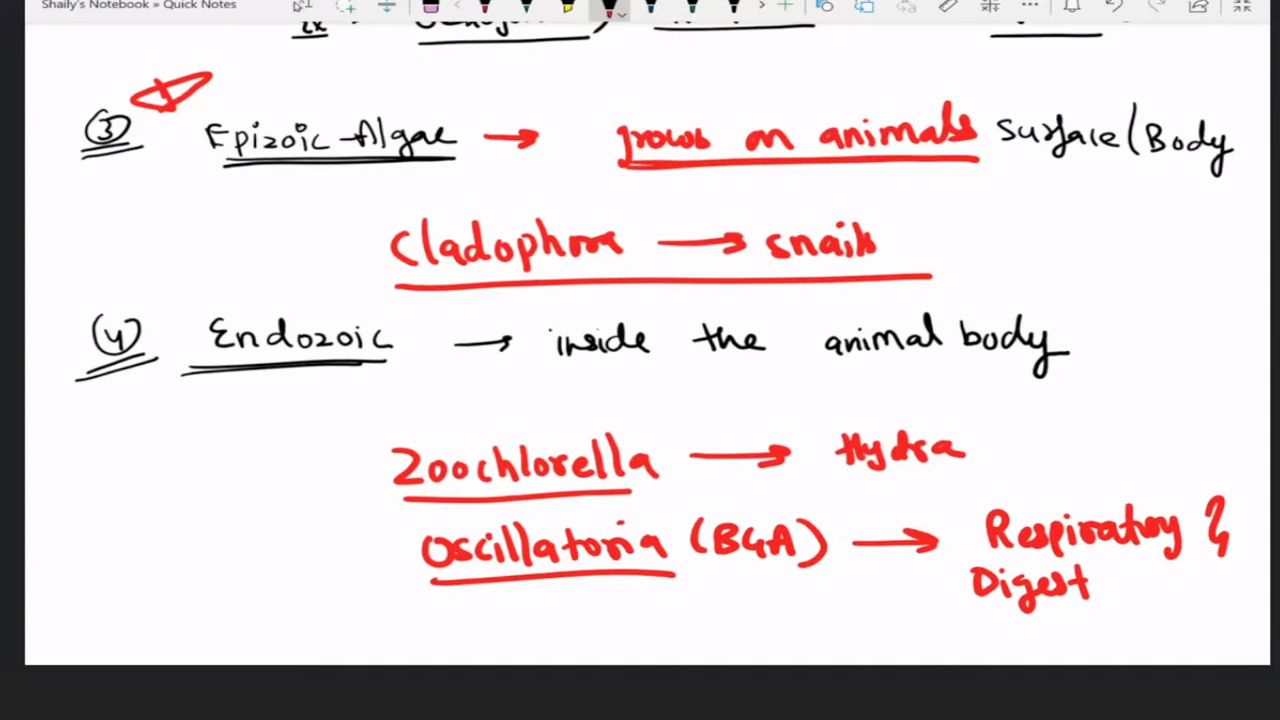 Shaily's Notebook » Quick Notes
③ Epizoic Algae → grows on animals surface (Body
Cladophora → snails
④ Endozoic → inside the animal body
Zoochlorella → Hydra
Oscillatoria (BGA) → Respiratory &
Digest